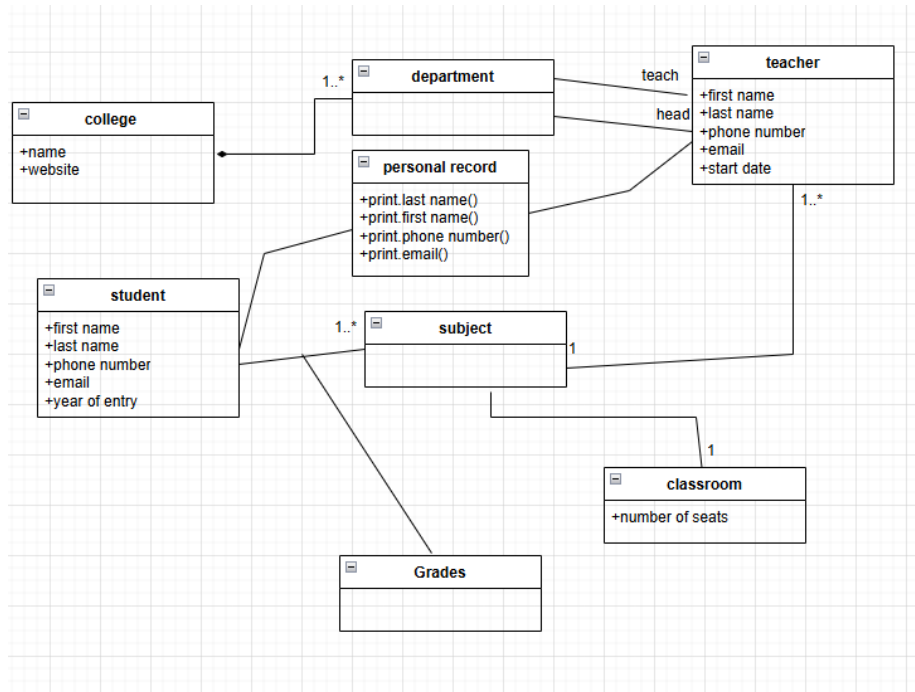 department
1..*
teach
head
teacher
+first name
+last name
+phone number
+email
+start date
1..*
college
+name
+website
personal record
+print.last name()
+print.first name()
+print.phone number()
+print.email()
student
+first name
+last name
+phone number
+email
+year of entry
1..*
subject
1
1
classroom
+number of seats
Grades